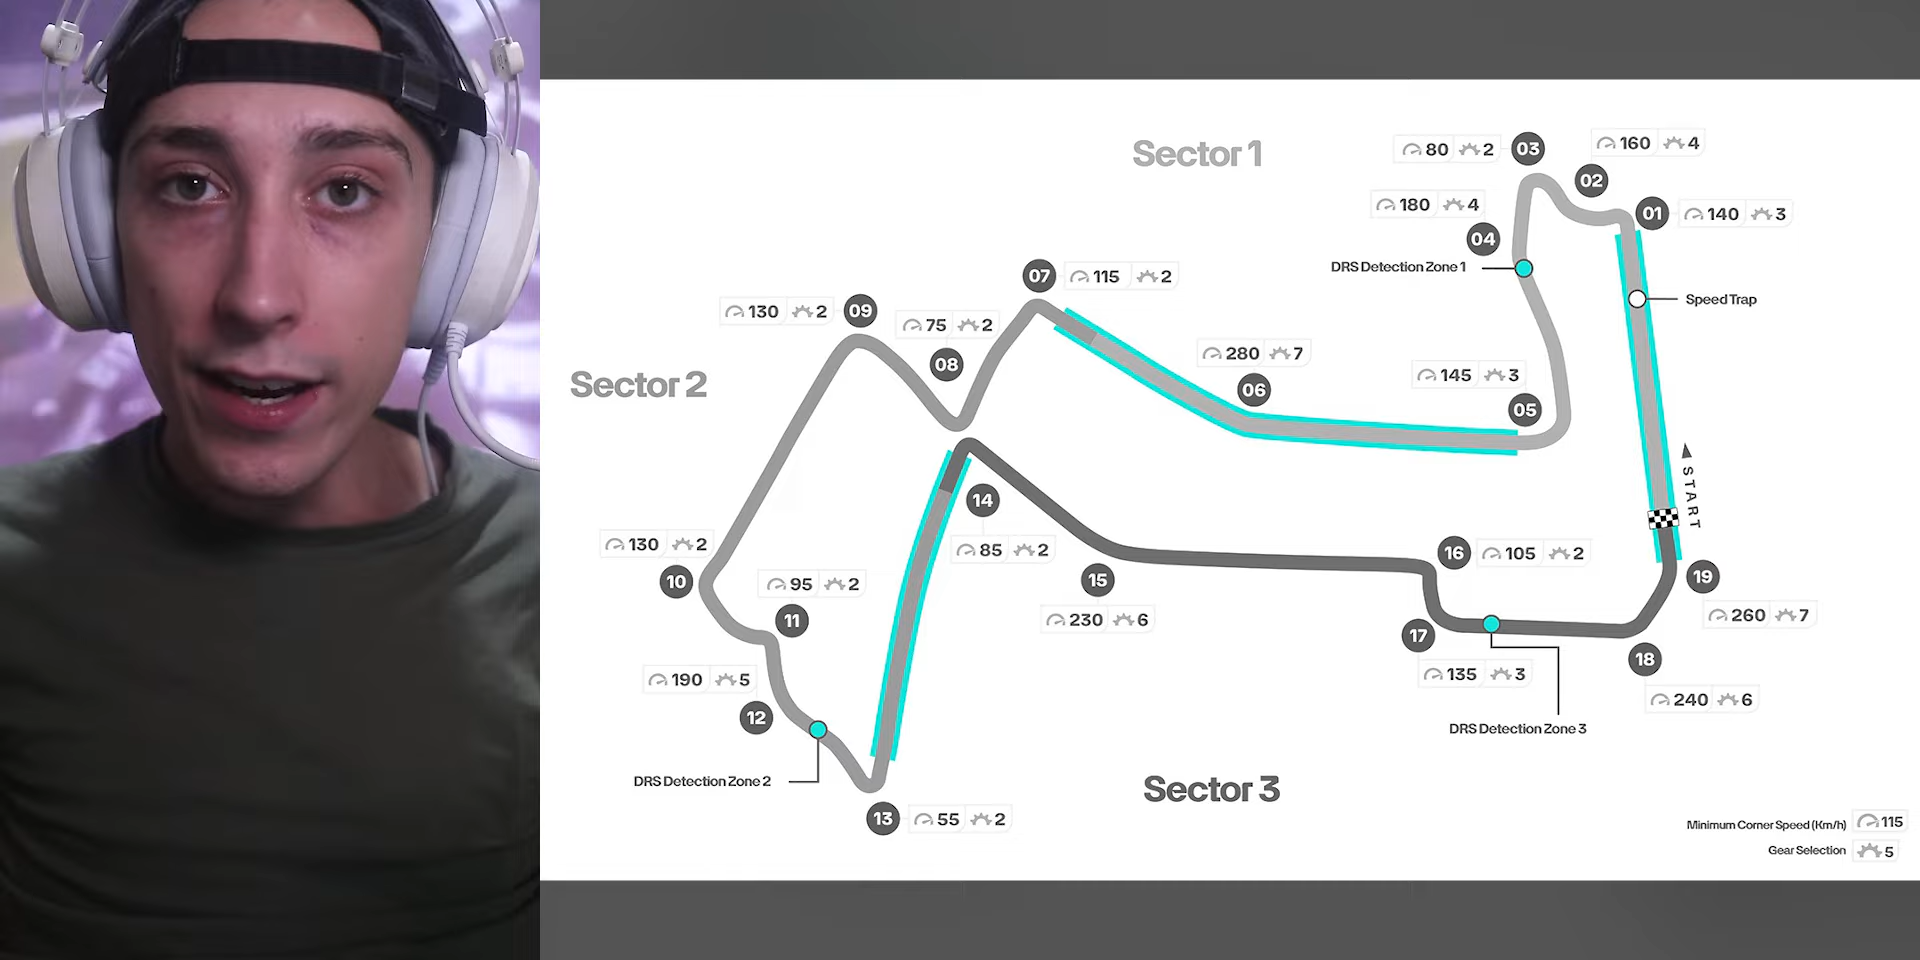 Sector 1
80 2 03
160 4
02
180 4
01 140 3
04
DRS Detection Zone 1
07 115 2
Speed Trap
130 2 09
75 2
08
280 7
06
145 3
05
Sector 2
START
14
85 2
130 2
10
95 2
11
15
230 6
16 105 2
19
260 7
17
135 3
18
240 6
190 5
12
DRS Detection Zone 3
DRS Detection Zone 2
Sector 3
13 55 2
Minimum Corner Speed (Km/h) 115
Gear Selection 5